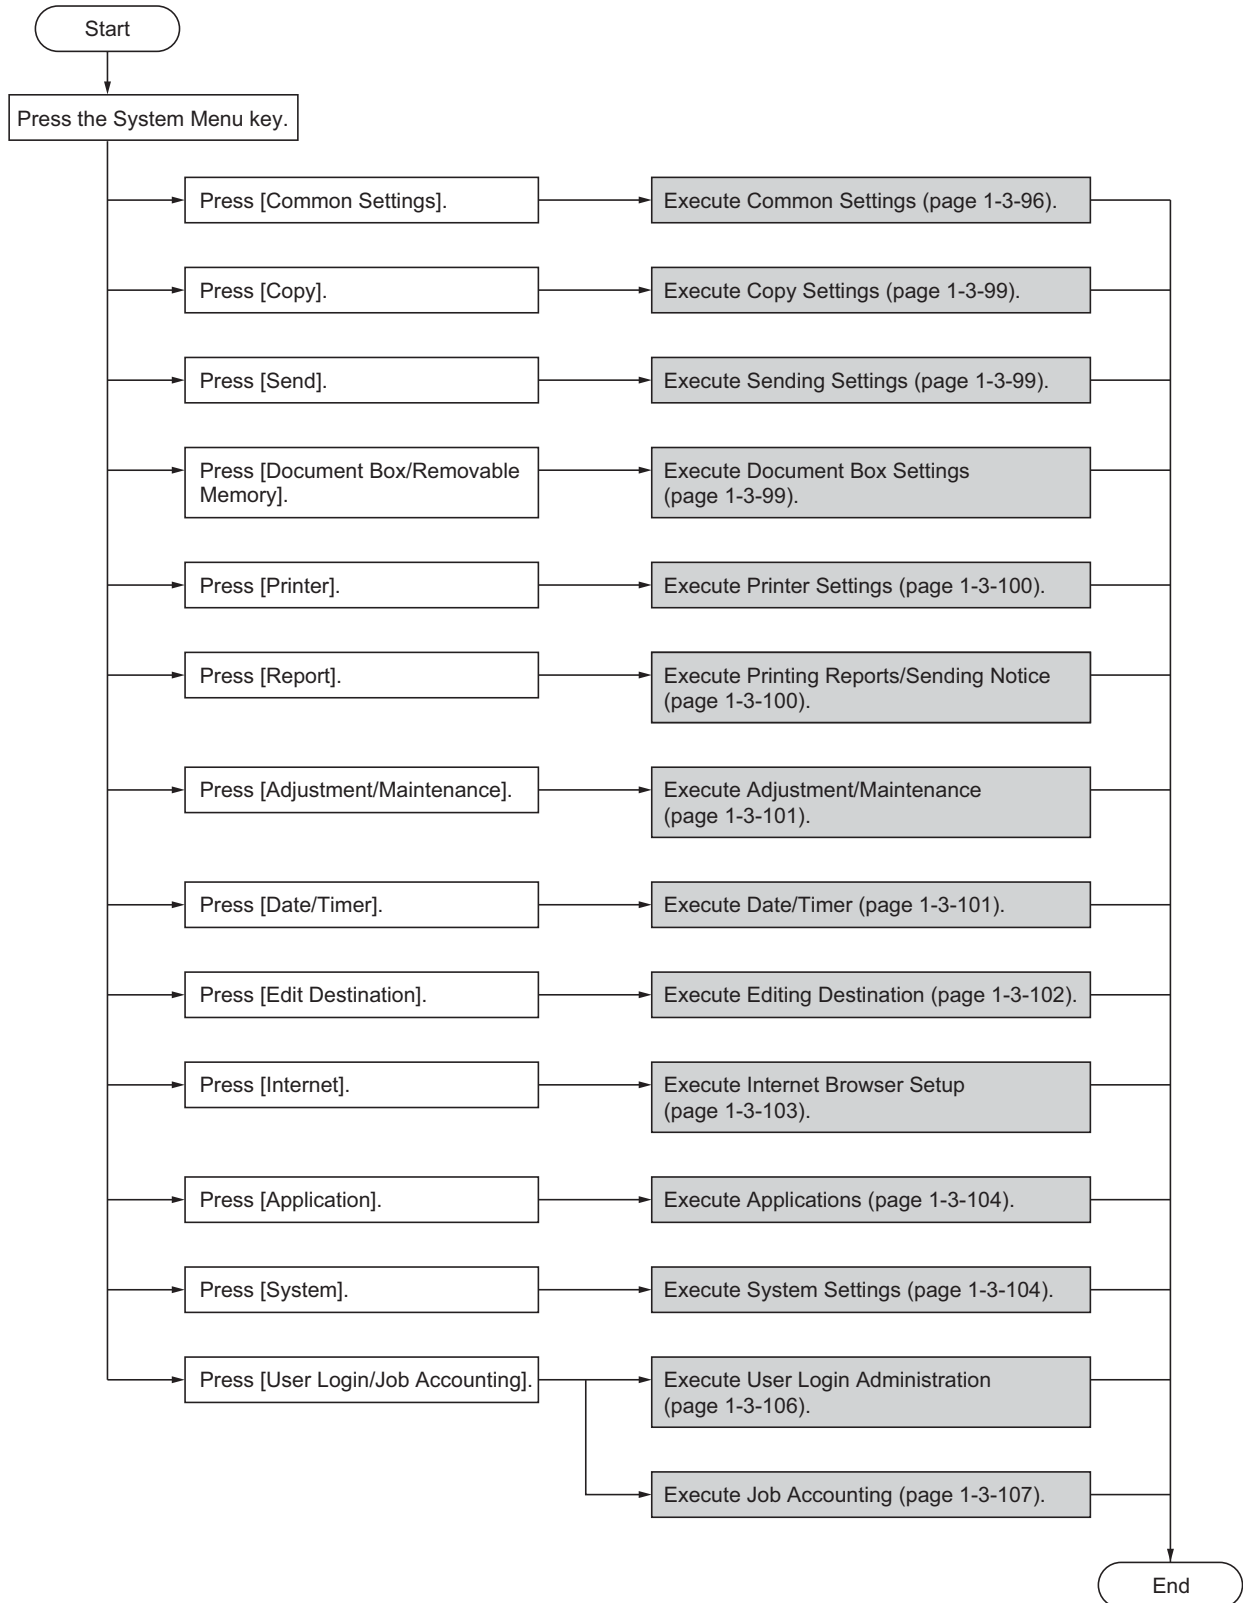 Start
Press the System Menu key.
Press [Common Settings].
Execute Common Settings (page 1-3-96).
Press [Copy].
Execute Copy Settings (page 1-3-99).
Press [Send].
Execute Sending Settings (page 1-3-99).
Press [Document Box/Removable
Memory].
Execute Document Box Settings
(page 1-3-99).
Press [Printer].
Execute Printer Settings (page 1-3-100).
Press [Report].
Execute Printing Reports/Sending Notice
(page 1-3-100).
Press [Adjustment/Maintenance].
Execute Adjustment/Maintenance
(page 1-3-101).
Press [Date/Timer].
Execute Date/Timer (page 1-3-101).
Press [Edit Destination].
Execute Editing Destination (page 1-3-102).
Press [Internet].
Execute Internet Browser Setup
(page 1-3-103).
Press [Application].
Execute Applications (page 1-3-104).
Press [System].
Execute System Settings (page 1-3-104).
Press [User Login/Job Accounting].
Execute User Login Administration
(page 1-3-106).
Execute Job Accounting (page 1-3-107).
End